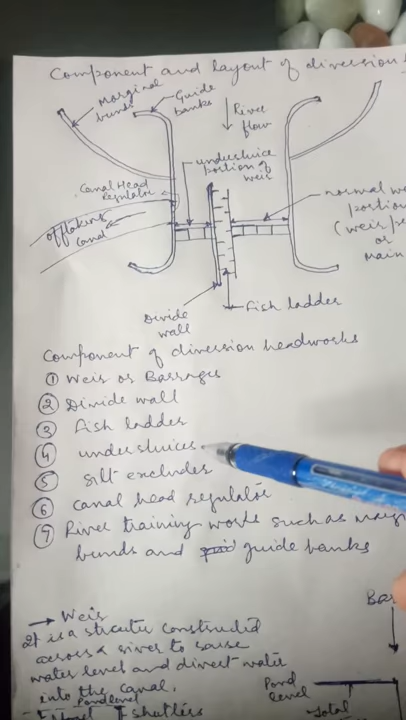 Component and layout of diversion
marginal
bunds
Guide
banks
River
flow
undersluice
portion of
weir
Canal Head
Regulator
offtaking
canal
normal
portion
(weir
or
main
Divide
wall
Fish ladder
Component of diversion headworks
① Weir or Barrages
② Divide wall
③ Fish ladder
④ undersluices
⑤ silt excluder
⑥ canal head regulator
⑦ River training works such as
bunds and guide banks
→ Weir
It is a
constructed
across a river to raise
water level and divert water
into the canal.
Pond level
shutters
Pond
level
Total